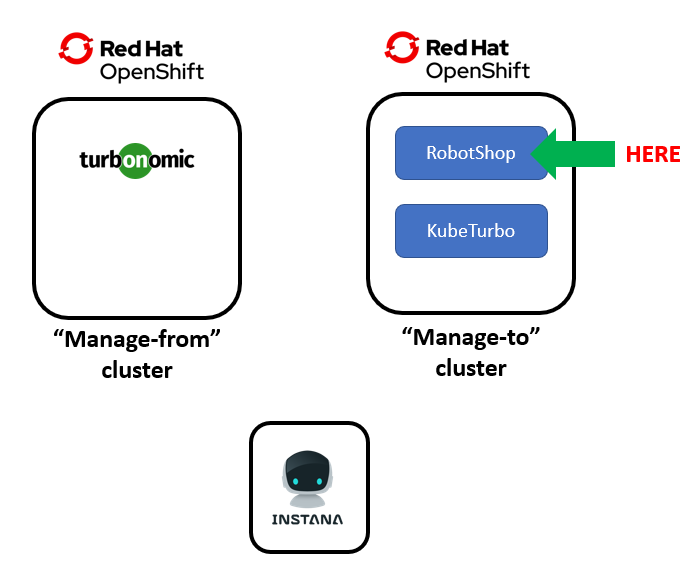 Red Hat
OpenShift
Red Hat
OpenShift
turbonomic
RobotShop
HERE
KubeTurbo
“Manage-from”
cluster
“Manage-to”
cluster
INSTANA